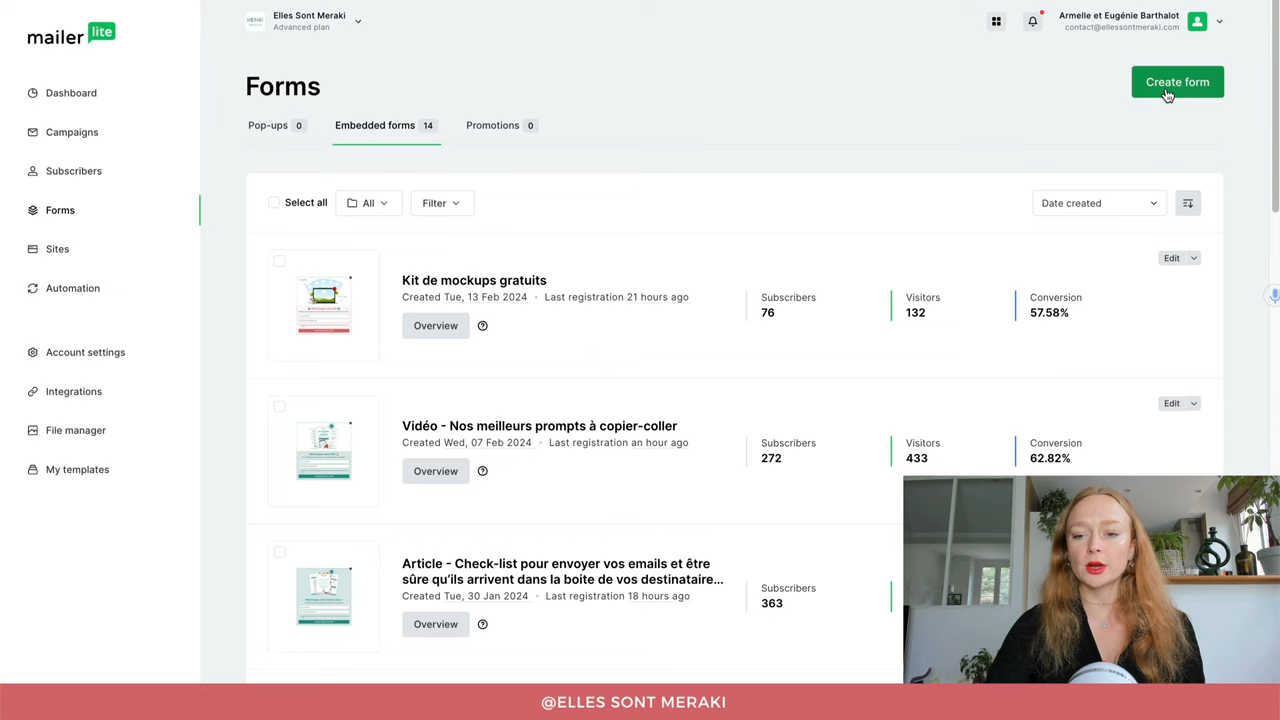 mailer lite
Elles Sont Meraki
Advanced plan
Armelle et Eugénie Barthalot
contact@ellessontmeraki.com
Dashboard
Campaigns
Subscribers
Forms
Sites
Automation
Account settings
Integrations
File manager
My templates
Forms
Create form
Pop-ups 0
Embedded forms 14
Promotions 0
Select all
All
Filter
Date created
Kit de mockups gratuits
Created Tue, 13 Feb 2024 • Last registration 21 hours ago
Overview
Subscribers
76
Visitors
132
Conversion
57.58%
Edit
Vidéo - Nos meilleurs prompts à copier-coller
Created Wed, 07 Feb 2024 • Last registration an hour ago
Overview
Subscribers
272
Visitors
433
Conversion
62.82%
Edit
Article - Check-list pour envoyer vos emails et être
sûre qu'ils arrivent dans la boite de vos destinataire...
Created Tue, 30 Jan 2024 • Last registration 18 hours ago
Overview
Subscribers
363
@ELLES SONT MERAKI